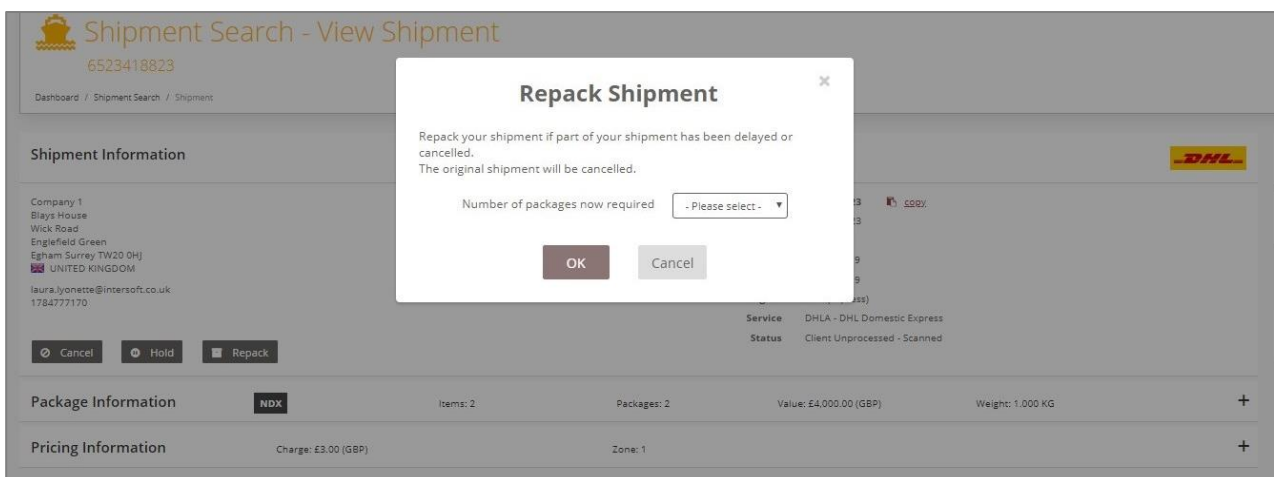 Shipment Search - View Shipment
6523418823
Dashboard / Shipment Search / Shipment
Repack Shipment
×
Repack your shipment if part of your shipment has been delayed or
cancelled.
The original shipment will be cancelled.
Number of packages now required
- Please select -
OK
Cancel
Shipment Information
DHL
Company 1
Blays House
Wick Road
Englefield Green
Egham Surrey TW20 0HJ
UNITED KINGDOM
laura.lyonette@intersoft.co.uk
1784777170
copy
Service DHLA - DHL Domestic Express
Status Client Unprocessed - Scanned
Cancel Hold Repack
Package Information NDX Items: 2 Packages: 2 Value: £4,000.00 (GBP) Weight: 1.000 KG +
Pricing Information Charge: £3.00 (GBP) Zone: 1 +